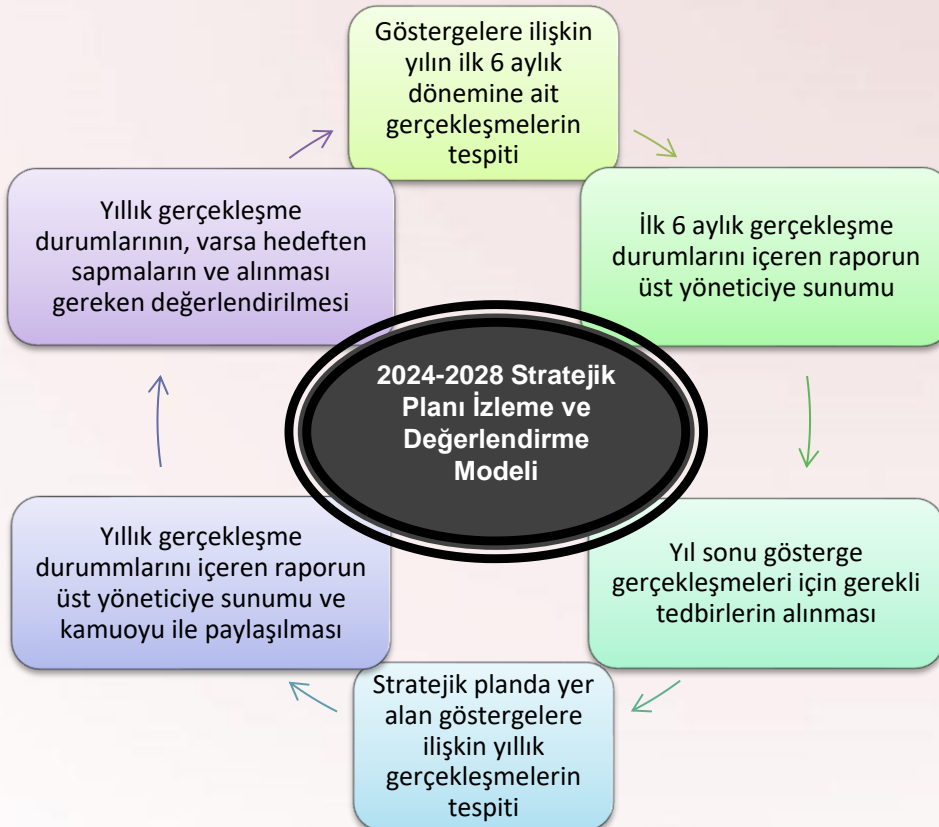 Göstergelere ilişkin
yılın ilk 6 aylık
dönemine ait
gerçekleşmelerin
tespiti
İlk 6 aylık gerçekleşme
durumlarını içeren raporun
üst yöneticiye sunumu
Yıl sonu gösterge
gerçekleşmeleri için gerekli
tedbirlerin alınması
Stratejik planda yer
alan göstergelere
ilişkin yıllık
gerçekleşmelerin
tespiti
Yıllık gerçekleşme
durummlarını içeren raporun
üst yöneticiye sunumu ve
kamuoyu ile paylaşılması
Yıllık gerçekleşme
durumlarının, varsa hedeften
sapmaların ve alınması
gereken değerlendirilmesi
2024-2028 Stratejik
Planı İzleme ve
Değerlendirme
Modeli